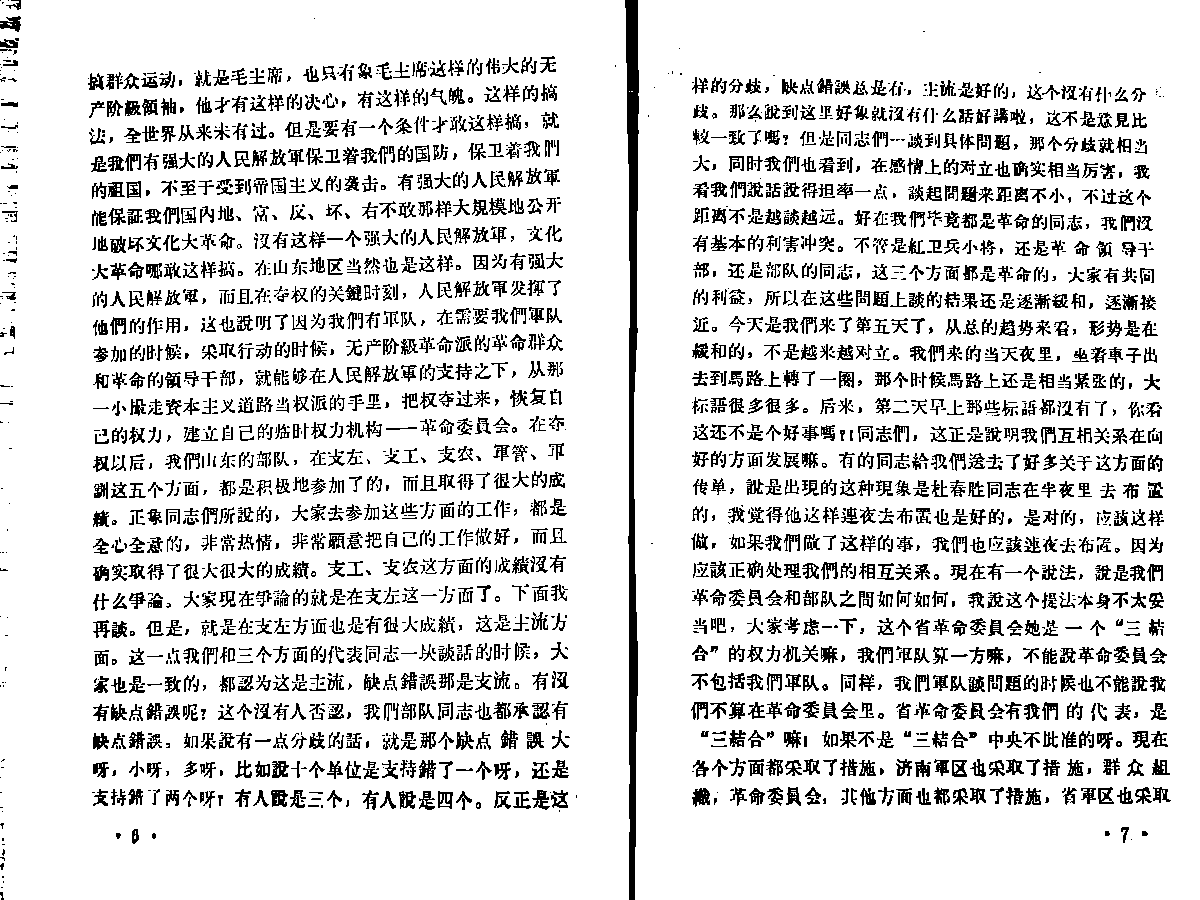 搞群众运动，就是毛主席，也只有象毛主席这样的伟大的无
产阶級領袖，他才有这样的决心，有这样的气魄。这样的搞
法，全世界从来未有过。但是要有一个条件才敢这样搞，就
是我們有强大的人民解放軍保卫着我們的国防，保卫着我們
的祖国，不至于受到帝国主义的袭击。有强大的人民解放軍
能保証我們国內地、富、反、坏、右不敢那样大規模地公开
地破坏文化大革命。沒有这样一个强大的人民解放軍，文化
大革命哪敢这样搞。在山东地区当然也是这样。因为有强大
的人民解放軍，而且在夺权的关鍵时刻，人民解放軍发揮了
他們的作用，这也說明了因为我們有軍队，在需要我們軍队
参加的时候，采取行动的时候，无产阶級革命派的革命群众
和革命的領导干部，就能够在人民解放軍的支持之下，从那
一小撮走資本主义道路当权派的手里，把权夺过来，恢复自
己的权力，建立自己的临时权力机构——革命委員会。在夺
权以后，我們山东的部队，在支左、支工、支农、軍管、軍
訓这五个方面，都是积极地参加了的，而且取得了很大的成
績。正象同志們所說的，大家去参加这些方面的工作，都是
全心全意的，非常热情，非常願意把自己的工作做好，而且
确实取得了很大很大的成績。支工、支农这方面的成績沒有
什么爭論。大家現在爭論的就是在支左这一方面了。下面我
再談。但是，就是在支左方面也是有很大成績，这是主流方
面。这一点我們和三个方面的代表同志一块談話的时候，大
家也是一致的，都認为这是主流，缺点錯誤那是支流。有沒
有缺点錯誤呢？这个沒有人否認，我們部队同志也都承認有
缺点錯誤。如果說有一点分歧的話，就是那个缺点錯誤大
呀，小呀，多呀，比如說十个单位是支持錯了一个呀，还是
支持錯了两个呀？有人說是三个，有人說是四个。反正是这
·6·
样的分歧，缺点錯誤总是有，主流是好的，这个沒有什么分
歧。那么說到这里好象就沒有什么話好講啦，这不是意見比
較一致了嗎？但是同志們一談到具体問題，那个分歧就相当
大，同时我們也看到，在感情上的对立也确实相当厉害，我
看我們說話說得坦率一点，談起問題来距离不小，不过这个
距离不是越談越远。好在我們毕竟都是革命的同志，我們沒
有基本的利害冲突。不管是紅卫兵小将，还是革命領导干
部，还是部队的同志，这三个方面都是革命的，大家有共同
的利益，所以在这些問題上談的結果还是逐漸緩和，逐漸接
近。今天是我們来了第五天了，从总的趋势来看，形势是在
緩和的，不是越来越对立。我們来的当天夜里，坐着車子出
去到馬路上轉了一圈，那个时候馬路上还是相当紧张的，大
标語很多很多。后来，第二天早上那些标語都沒有了，你看
这还不是个好事嗎？！同志們，这正是說明我們互相关系在向
好的方面发展嘛。有的同志給我們送去了好多关于这方面的
传单，說是出現的这种現象是杜春胜同志在半夜里去布置
的，我觉得他这样連夜去布置也是好的，是对的，应該这样
做，如果我們做了这样的事，我們也应該連夜去布置。因为
应該正确处理我們的相互关系。現在有一个說法，說是我們
革命委員会和部队之間如何如何，我說这个提法本身不太妥
当吧，大家考虑一下，这个省革命委員会她是一个“三結
合”的权力机关嘛，我們軍队算一方嘛，不能說革命委員会
不包括我們軍队。同样，我們軍队談問題的时候也不能說我
們不算在革命委員会里。省革命委員会有我們的代表，是
“三結合”嘛；如果不是“三結合”中央不批准的呀。現在
各个方面都采取了措施，济南軍区也采取了措施，群众組
織，革命委員会，其他方面也都采取了措施，省軍区也采取
·7·